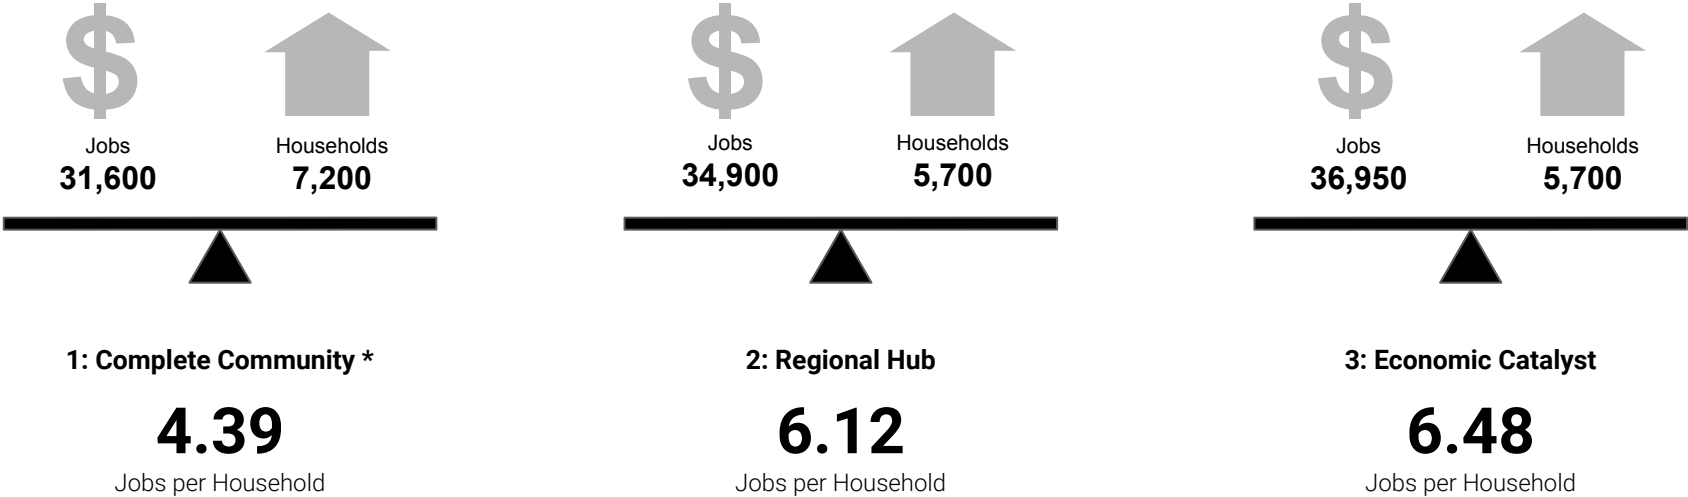 Jobs
31,600
Households
7,200
1: Complete Community *
4.39
Jobs per Household
Jobs
34,900
Households
5,700
2: Regional Hub
6.12
Jobs per Household
Jobs
36,950
Households
5,700
3: Economic Catalyst
6.48
Jobs per Household